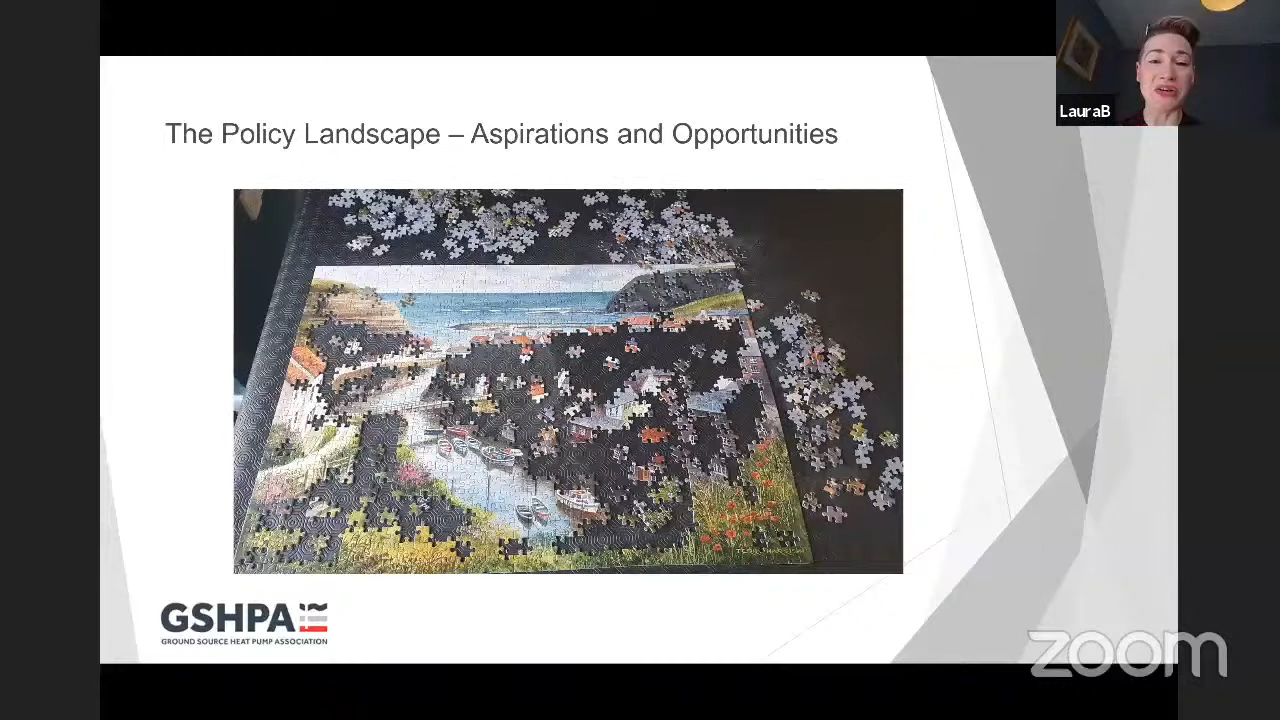 LauraB
The Policy Landscape – Aspirations and Opportunities
GSHPA
GROUND SOURCE HEAT PUMP ASSOCIATION
zoom